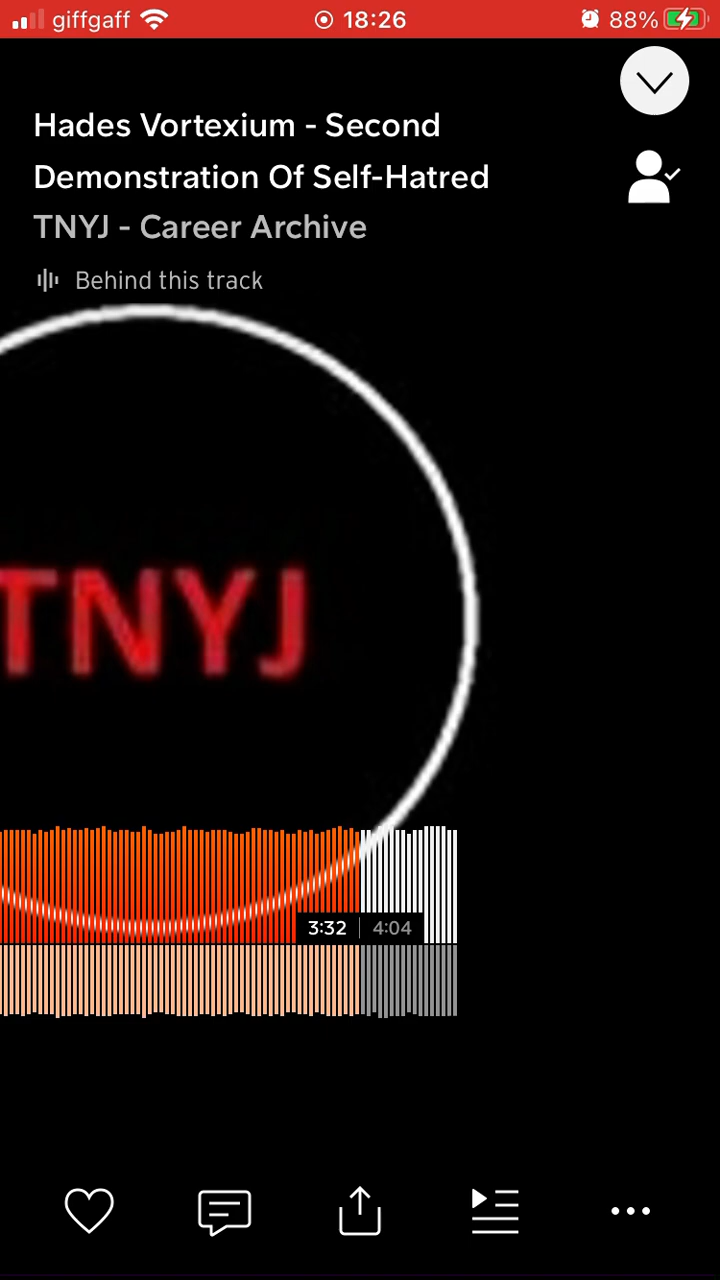 giffgaff 18:26 88%
Hades Vortexium - Second
Demonstration Of Self-Hatred
TNYJ - Career Archive
Behind this track
TNYJ
3:32 4:04